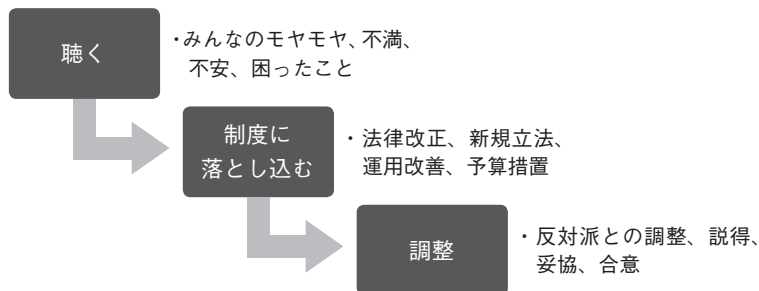 聴く
・みんなのモヤモヤ、不満、
不安、困ったこと
制度に
落とし込む
・法律改正、新規立法、
運用改善、予算措置
調整
・反対派との調整、説得、
妥協、合意